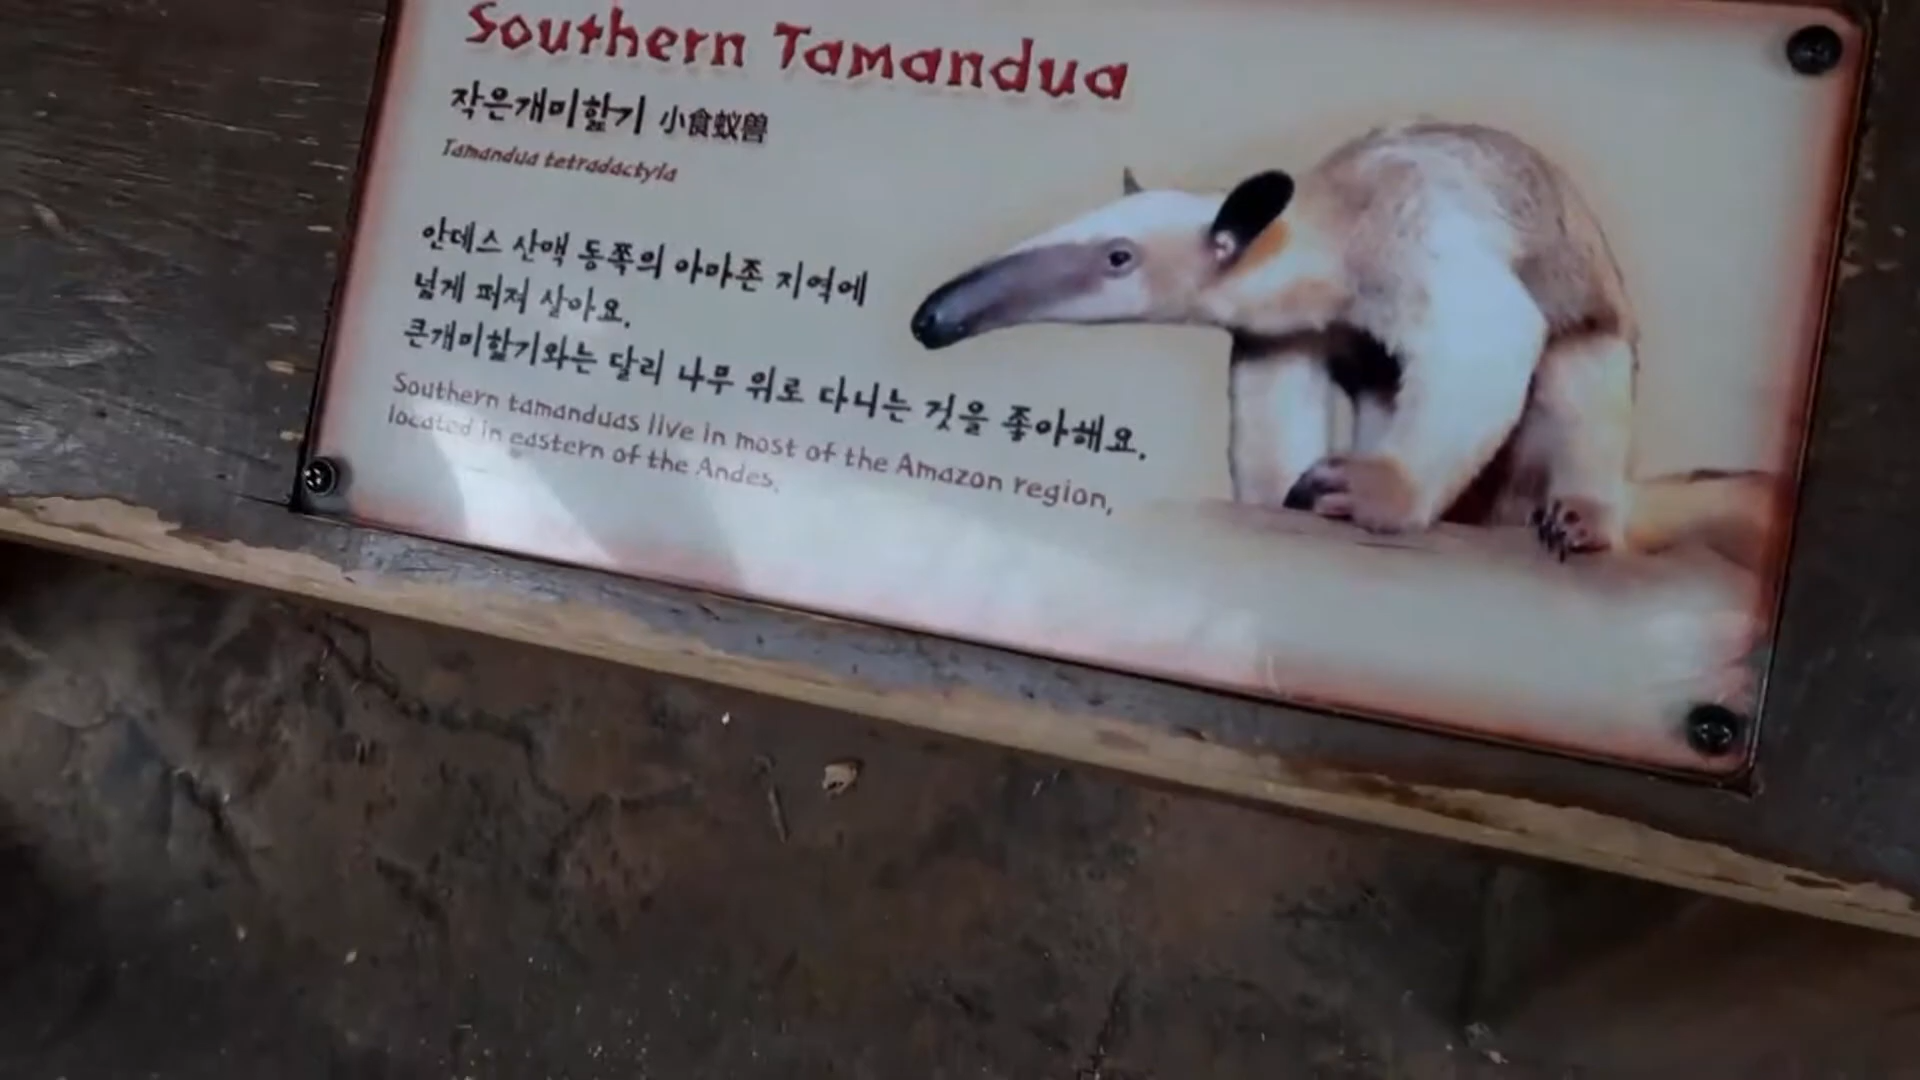 Southern Tamandua
작은개미핥기 小食蚁兽
Tamandua tetradactyla
안데스 산맥 동쪽의 아마존 지역에
넓게 퍼져 살아요.
큰개미핥기와는 달리 나무 위로 다니는 것을 좋아해요.
Southern tamanduas live in most of the Amazon region,
located in eastern of the Andes.